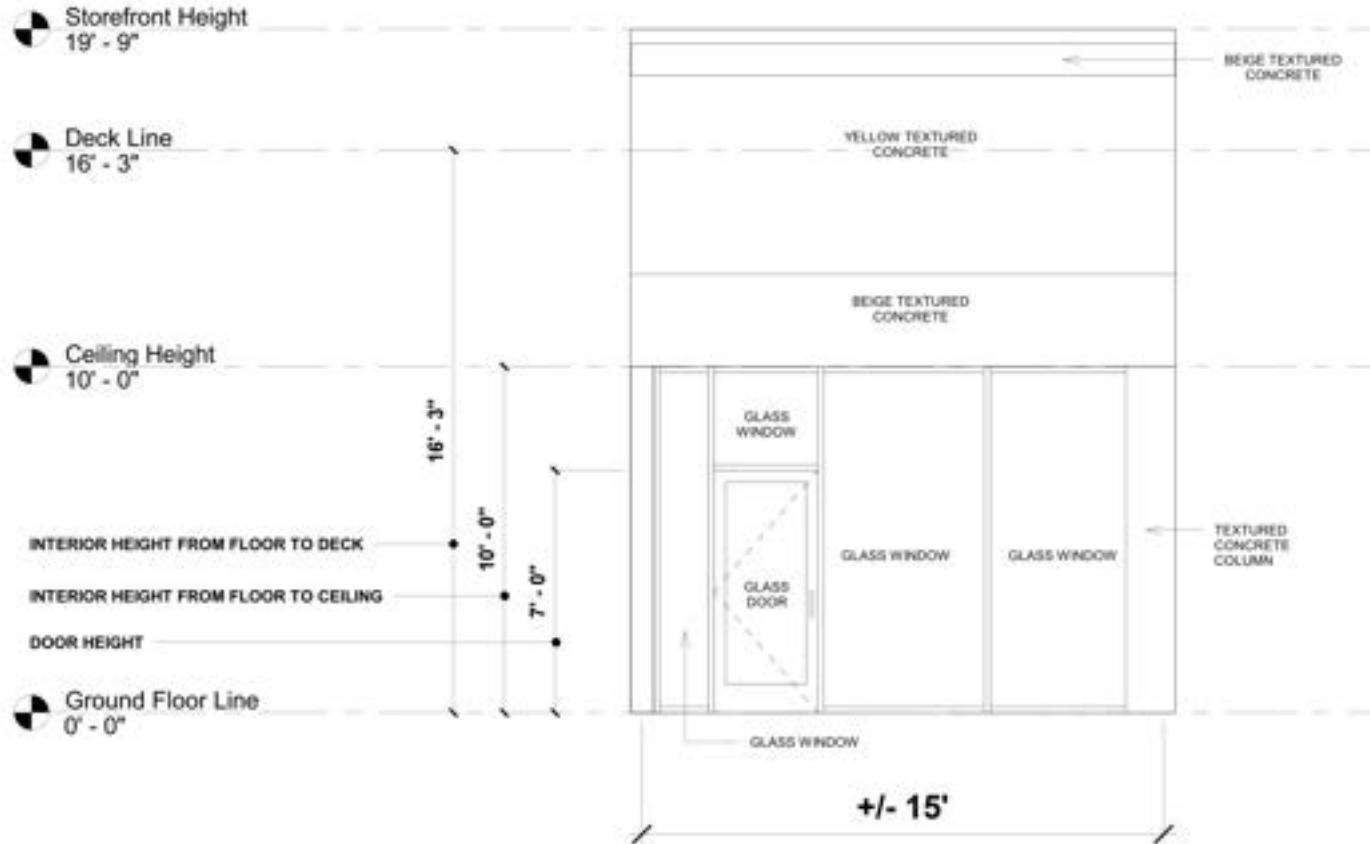 Storefront Height
19' - 9"
BEIGE TEXTURED
CONCRETE
Deck Line
16' - 3"
YELLOW TEXTURED
CONCRETE
BEIGE TEXTURED
CONCRETE
Ceiling Height
10' - 0"
16' - 3"
10' - 0"
7' - 0"
GLASS
WINDOW
INTERIOR HEIGHT FROM FLOOR TO DECK
INTERIOR HEIGHT FROM FLOOR TO CEILING
DOOR HEIGHT
GLASS
DOOR
GLASS WINDOW
GLASS WINDOW
TEXTURED
CONCRETE
COLUMN
Ground Floor Line
0' - 0"
GLASS WINDOW
+/- 15'